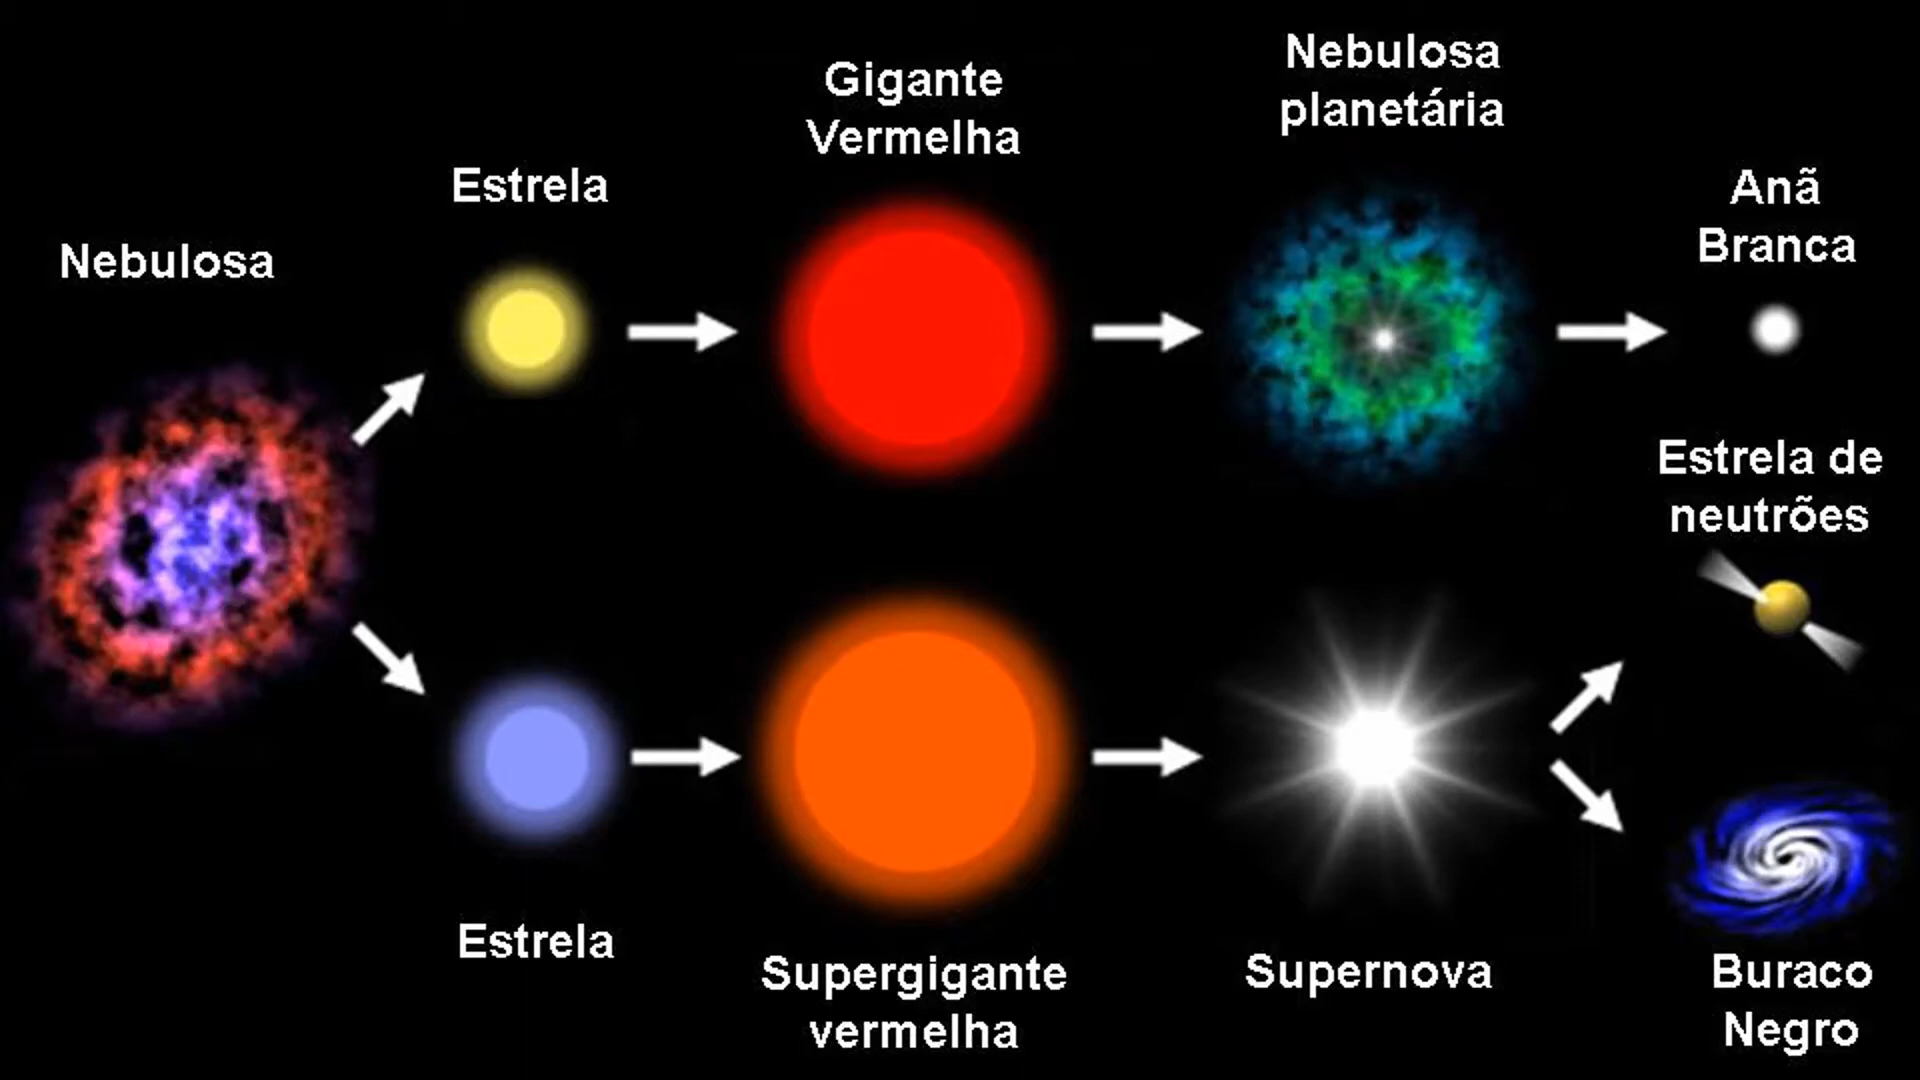 Nebulosa
Estrela
Gigante
Vermelha
Nebulosa
planetária
Anã
Branca
Estrela de
neutrões
Estrela
Supergigante
vermelha
Supernova
Buraco
Negro